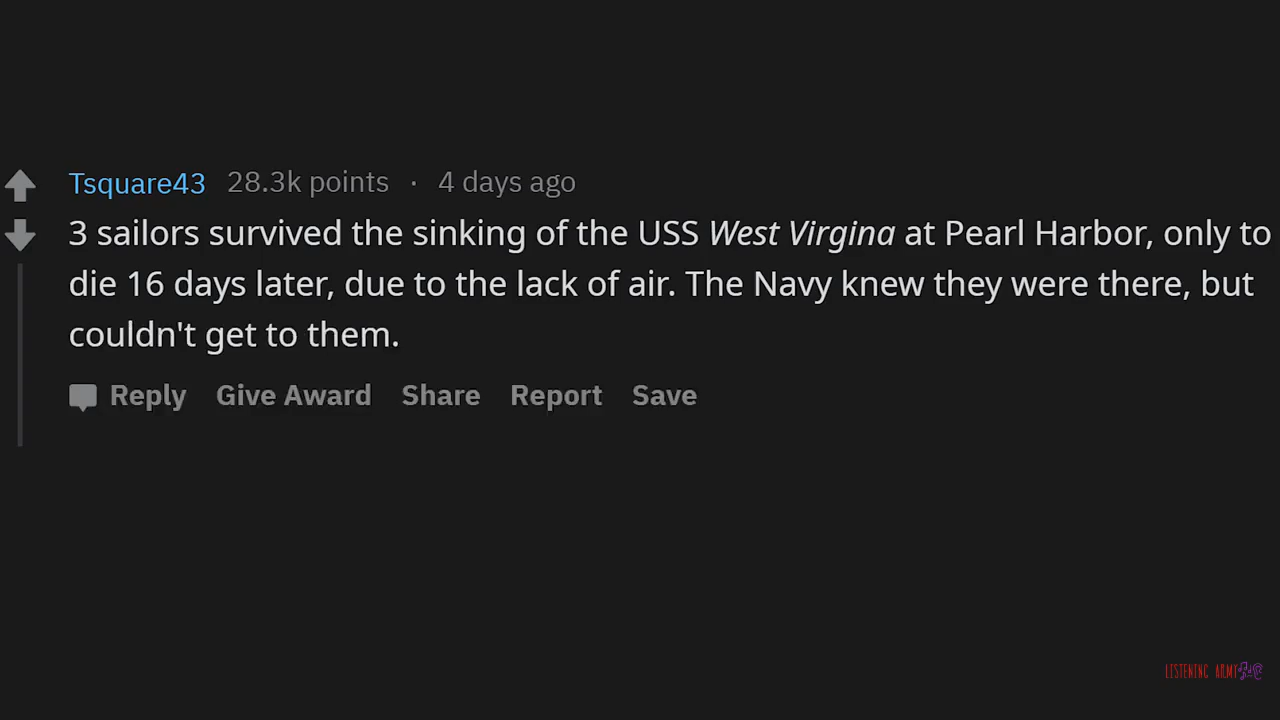 Tsquare43 28.3k points · 4 days ago
3 sailors survived the sinking of the USS West Virgina at Pearl Harbor, only to
die 16 days later, due to the lack of air. The Navy knew they were there, but
couldn't get to them.
Reply Give Award Share Report Save
LISTENING ARMY